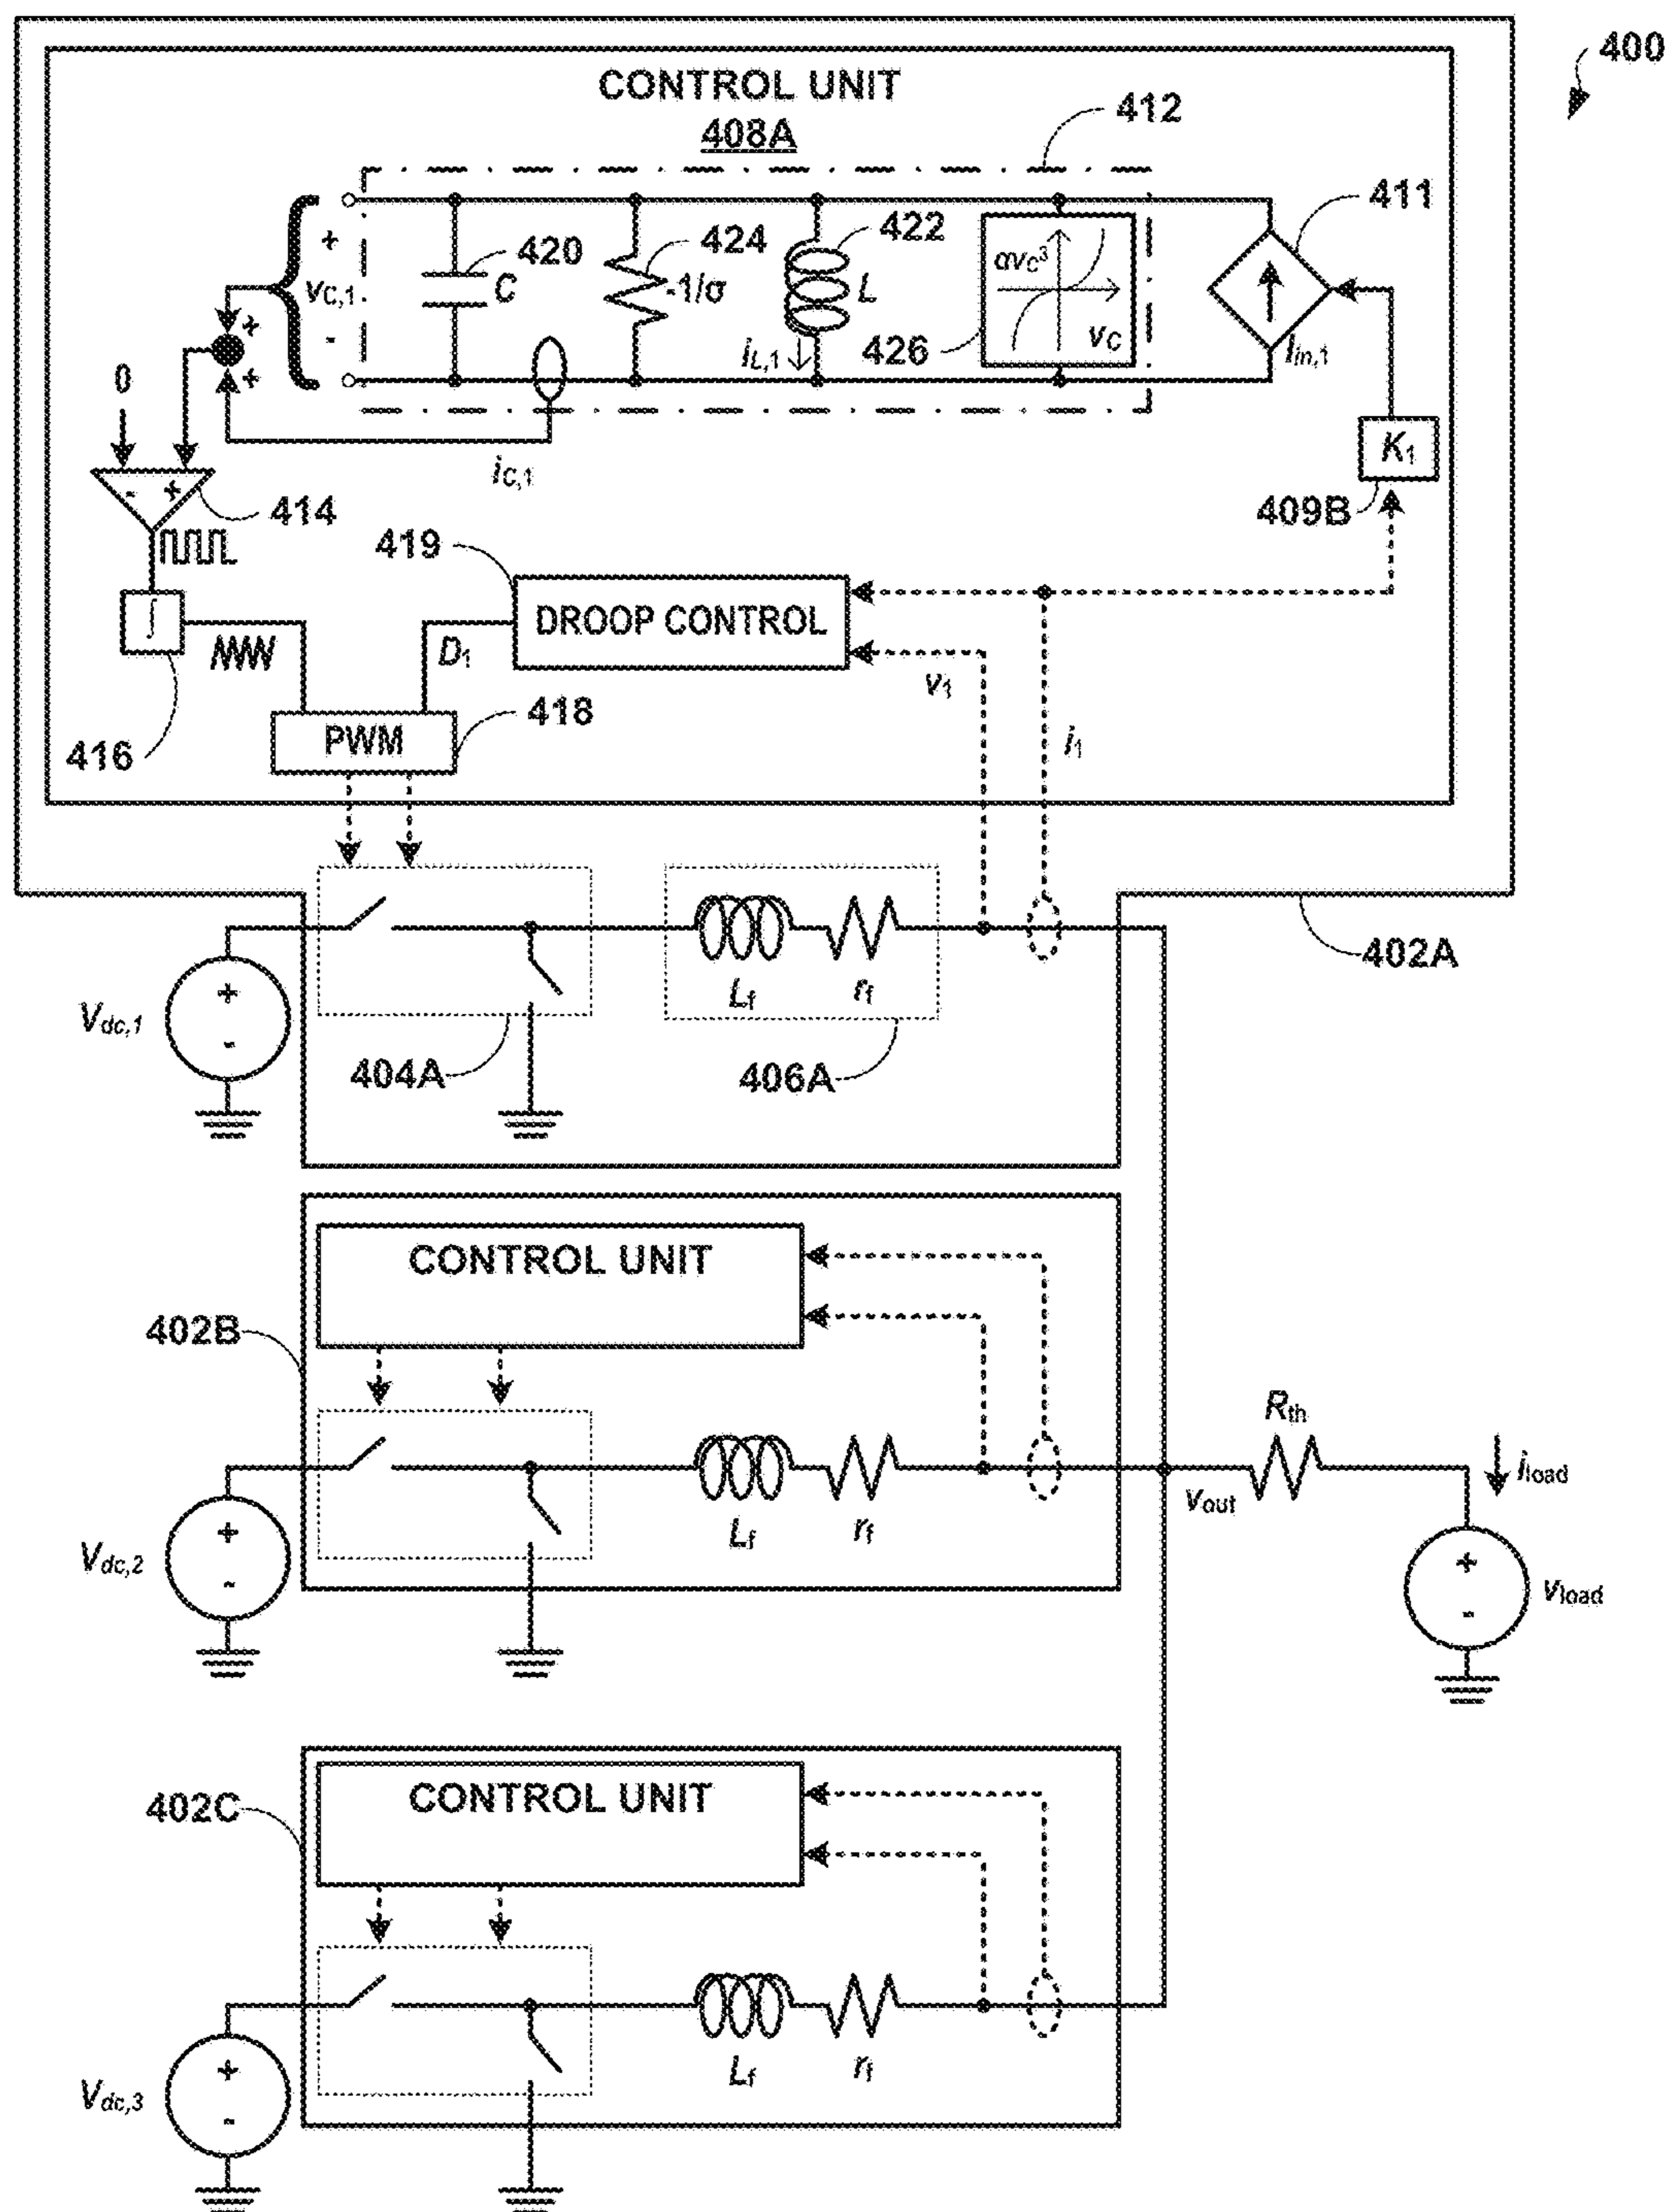 400
CONTROL UNIT
408A
412
411
+
vC,1
-
420
C
424
-1/σ
422
L
iL,1
αvC³
vC
426
Iin,1
+
+
0
iC,1
K1
409B
- +
414
419
DROOP CONTROL
∫
D1
v1
i1
416
PWM
418
402A
+
Vdc,1
-
Lf
rf
404A
406A
CONTROL UNIT
402B
+
Vdc,2
-
Lf
rf
vout
Rth
iload
+
vload
-
CONTROL UNIT
402C
+
Vdc,3
-
Lf
rf